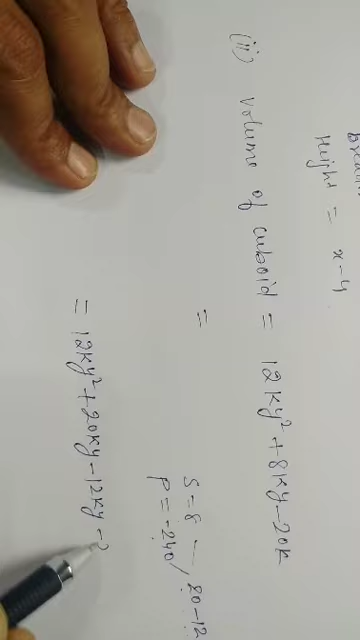 Height = x-4
(ii) Volume of cuboid = 12ky² + 8ky - 20k
=
S = 8
P = -240 / 20-12
= 12ky² + 20ky - 12ky - 2